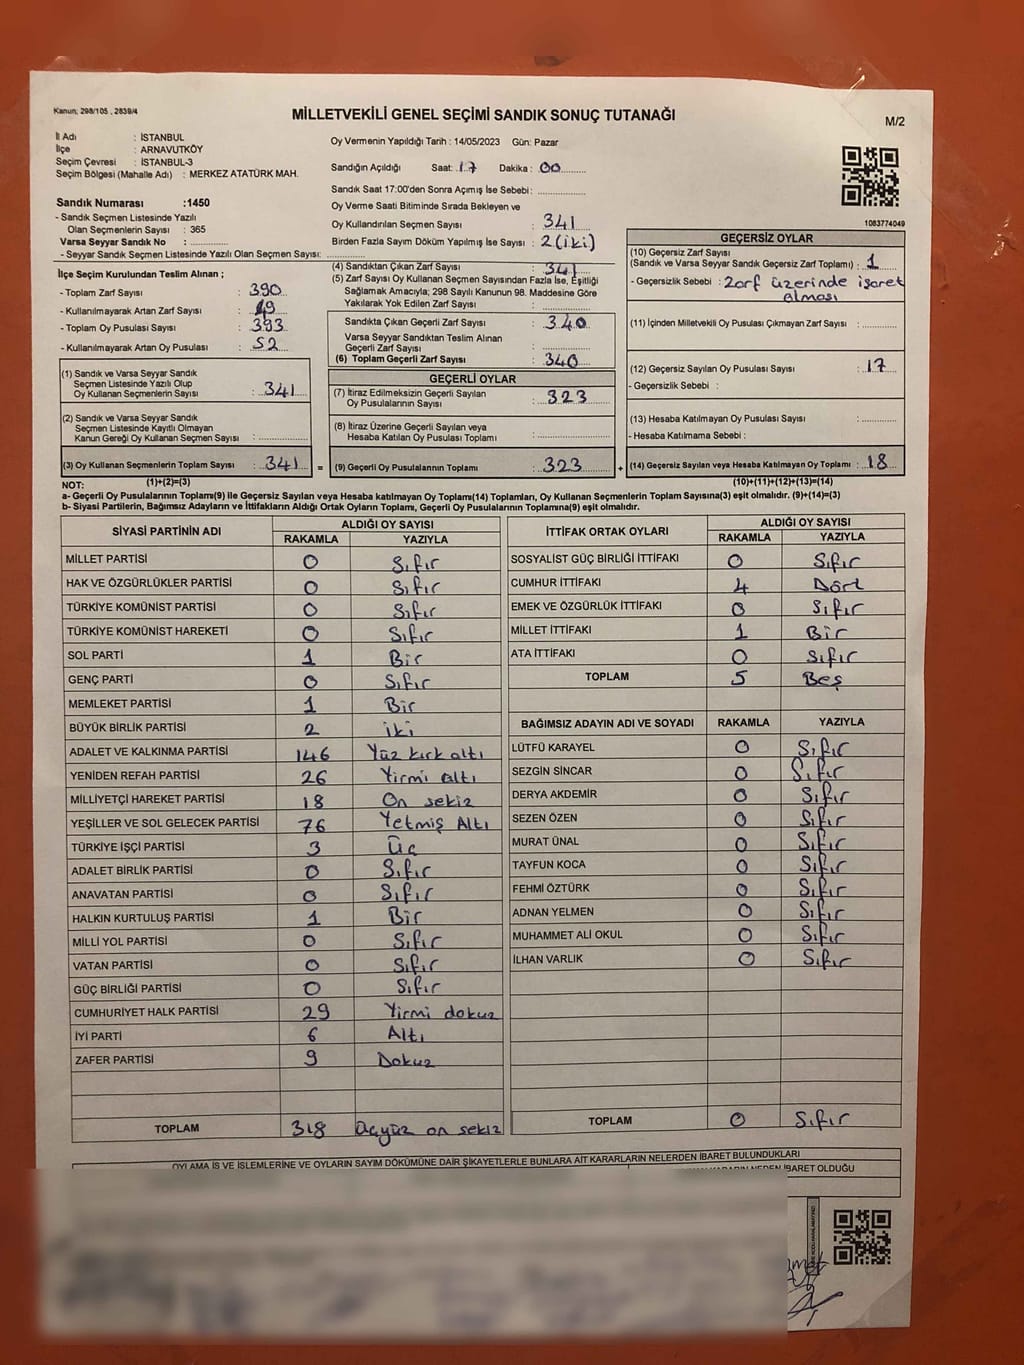 Kanun; 298/105 , 2839/4
MİLLETVEKİLİ GENEL SEÇİMİ SANDIK SONUÇ TUTANAĞI
M/2
İl Adı : İSTANBUL
İlçe : ARNAVUTKÖY
Seçim Çevresi : İSTANBUL-3
Seçim Bölgesi (Mahalle Adı) : MERKEZ ATATÜRK MAH.
Sandık Numarası :1450
- Sandık Seçmen Listesinde Yazılı
Olan Seçmenlerin Sayısı : 365
Varsa Seyyar Sandık No :
- Seyyar Sandık Seçmen Listesinde Yazılı Olan Seçmen Sayısı:
Oy Vermenin Yapıldığı Tarih : 14/05/2023 Gün: Pazar
Sandığın Açıldığı Saat: 17 Dakika : 00
Sandık Saat 17:00'den Sonra Açımış İse Sebebi:
Oy Verme Saati Bitiminde Sırada Bekleyen ve
Oy Kullandırılan Seçmen Sayısı : 341
Birden Fazla Sayım Döküm Yapılmış İse Sayısı : 2 (iki)
1083774049
İlçe Seçim Kurulundan Teslim Alınan ;
- Toplam Zarf Sayısı : 390
- Kullanılmayarak Artan Zarf Sayısı : 49
- Toplam Oy Pusulası Sayısı : 393
- Kullanılmayarak Artan Oy Pusulası : 52
(1) Sandık ve Varsa Seyyar Sandık
Seçmen Listesinde Yazılı Olup
Oy Kullanan Seçmenlerin Sayısı : 341
(2) Sandık ve Varsa Seyyar Sandık
Seçmen Listesinde Kayıtlı Olmayan
Kanun Gereği Oy Kullanan Seçmen Sayısı :
(3) Oy Kullanan Seçmenlerin Toplam Sayısı : 341 =
(4) Sandıktan Çıkan Zarf Sayısı : 341
(5) Zarf Sayısı Oy Kullanan Seçmen Sayısından Fazla İse, Eşitliği
Sağlamak Amacıyla; 298 Sayılı Kanunun 98. Maddesine Göre
Yakılarak Yok Edilen Zarf Sayısı :
Sandıkta Çıkan Geçerli Zarf Sayısı : 340
Varsa Seyyar Sandıktan Teslim Alınan
Geçerli Zarf Sayısı :
(6) Toplam Geçerli Zarf Sayısı : 340
GEÇERLİ OYLAR
(7) İtiraz Edilmeksizin Geçerli Sayılan
Oy Pusulalarının Sayısı : 323
(8) İtiraz Üzerine Geçerli Sayılan veya
Hesaba Katılan Oy Pusulası Toplamı :
(9) Geçerli Oy Pusulalarının Toplamı : 323 +
GEÇERSİZ OYLAR
(10) Geçersiz Zarf Sayısı
(Sandık ve Varsa Seyyar Sandık Geçersiz Zarf Toplamı) : 1
- Geçersizlik Sebebi : Zarf üzerinde işaret
olması
(11) İçinden Milletvekili Oy Pusulası Çıkmayan Zarf Sayısı :
(12) Geçersiz Sayılan Oy Pusulası Sayısı : 17
- Geçersizlik Sebebi :
(13) Hesaba Katılmayan Oy Pusulası Sayısı :
- Hesaba Katılmama Sebebi :
(14) Geçersiz Sayılan veya Hesaba Katılmayan Oy Toplamı : 18
NOT: (1)+(2)=(3) (10)+(11)+(12)+(13)=(14)
a- Geçerli Oy Pusulalarının Toplamı(9) ile Geçersiz Sayılan veya Hesaba katılmayan Oy Toplamı(14) Toplamları, Oy Kullanan Seçmenlerin Toplam Sayısına(3) eşit olmalıdır. (9)+(14)=(3)
b- Siyasi Partilerin, Bağımsız Adayların ve İttifakların Aldığı Ortak Oyların Toplamı, Geçerli Oy Pusulalarının Toplamına(9) eşit olmalıdır.
SİYASİ PARTİNİN ADI ALDIĞI OY SAYISI
RAKAMLA YAZIYLA
MİLLET PARTİSİ 0 Sıfır
HAK VE ÖZGÜRLÜKLER PARTİSİ 0 Sıfır
TÜRKİYE KOMÜNİST PARTİSİ 0 Sıfır
TÜRKİYE KOMÜNİST HAREKETİ 0 Sıfır
SOL PARTİ 1 Bir
GENÇ PARTİ 0 Sıfır
MEMLEKET PARTİSİ 1 Bir
BÜYÜK BİRLİK PARTİSİ 2 iki
ADALET VE KALKINMA PARTİSİ 146 Yüz kırk altı
YENİDEN REFAH PARTİSİ 26 Yirmi altı
MİLLİYETÇİ HAREKET PARTİSİ 18 On sekiz
YEŞİLLER VE SOL GELECEK PARTİSİ 76 Yetmiş Altı
TÜRKİYE İŞÇİ PARTİSİ 3 Üç
ADALET BİRLİK PARTİSİ 0 Sıfır
ANAVATAN PARTİSİ 0 Sıfır
HALKIN KURTULUŞ PARTİSİ 1 Bir
MİLLİ YOL PARTİSİ 0 Sıfır
VATAN PARTİSİ 0 Sıfır
GÜÇ BİRLİĞİ PARTİSİ 0 Sıfır
CUMHURİYET HALK PARTİSİ 29 Yirmi dokuz
İYİ PARTİ 6 Altı
ZAFER PARTİSİ 9 Dokuz
TOPLAM 318 Üçyüz on sekiz
İTTİFAK ORTAK OYLARI ALDIĞI OY SAYISI
RAKAMLA YAZIYLA
SOSYALİST GÜÇ BİRLİĞİ İTTİFAKI 0 Sıfır
CUMHUR İTTİFAKI 4 Dört
EMEK VE ÖZGÜRLÜK İTTİFAKI 0 Sıfır
MİLLET İTTİFAKI 1 Bir
ATA İTTİFAKI 0 Sıfır
TOPLAM 5 Beş
BAĞIMSIZ ADAYIN ADI VE SOYADI RAKAMLA YAZIYLA
LÜTFÜ KARAYEL 0 Sıfır
SEZGİN SİNCAR 0 Sıfır
DERYA AKDEMİR 0 Sıfır
SEZEN ÖZEN 0 Sıfır
MURAT ÜNAL 0 Sıfır
TAYFUN KOCA 0 Sıfır
FEHMİ ÖZTÜRK 0 Sıfır
ADNAN YELMEN 0 Sıfır
MUHAMMET ALİ OKUL 0 Sıfır
İLHAN VARLIK 0 Sıfır
TOPLAM 0 Sıfır
OYLAMA İŞ VE İŞLEMLERİNE VE OYLARIN SAYIM DÖKÜMÜNE DAİR ŞİKAYETLERLE BUNLARA AİT KARARLARIN NELERDEN İBARET BULUNDUKLARI
KARARIN NEDEN İBARET OLDUĞU